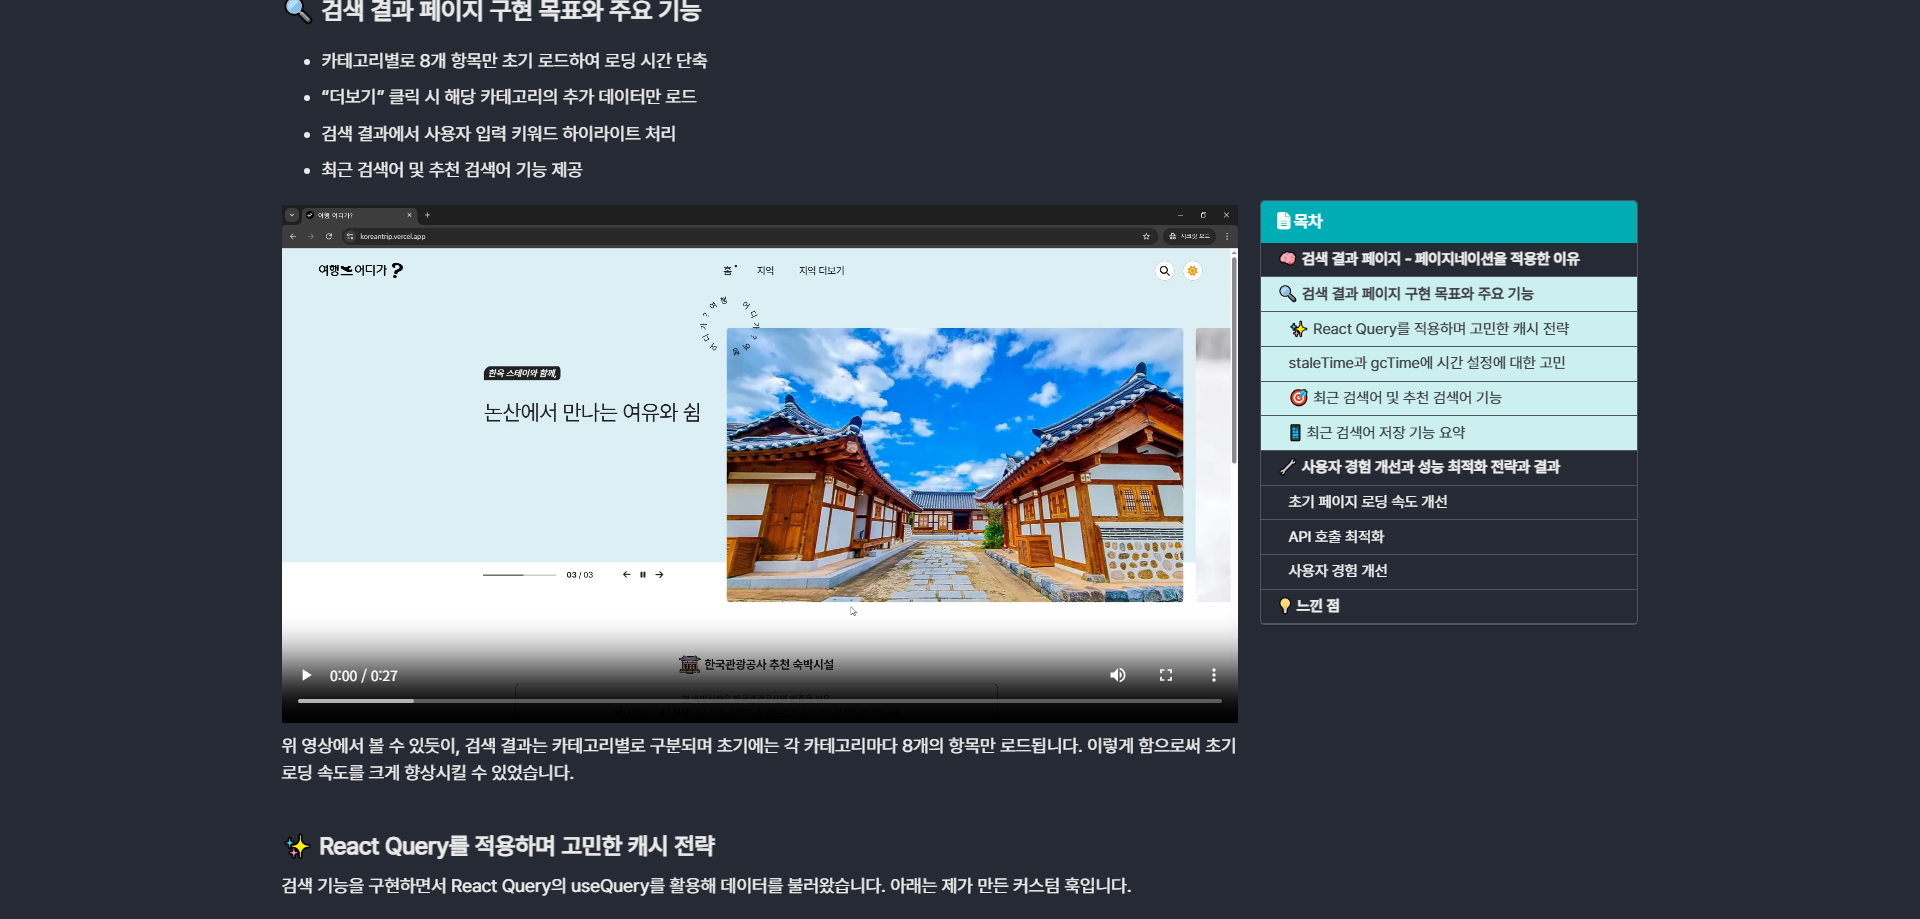 🔍 검색 결과 페이지 구현 목표와 주요 기능
• 카테고리별로 8개 항목만 초기 로드하여 로딩 시간 단축
• “더보기” 클릭 시 해당 카테고리의 추가 데이터만 로드
• 검색 결과에서 사용자 입력 키워드 하이라이트 처리
• 최근 검색어 및 추천 검색어 기능 제공
여행 어디가?
koreantrip.vercel.app
시크릿 모드
여행 어디가?
홈
지역
지역 더보기
여행 어디가? 여행 어디가?
한옥 스테이와 함께,
논산에서 만나는 여유와 쉼
03 / 03
한국관광공사 추천 숙박시설
0:00 / 0:27
위 영상에서 볼 수 있듯이, 검색 결과는 카테고리별로 구분되며 초기에는 각 카테고리마다 8개의 항목만 로드됩니다. 이렇게 함으로써 초기
로딩 속도를 크게 향상시킬 수 있었습니다.
✨ React Query를 적용하며 고민한 캐시 전략
검색 기능을 구현하면서 React Query의 useQuery를 활용해 데이터를 불러왔습니다. 아래는 제가 만든 커스텀 훅입니다.
목차
🧠 검색 결과 페이지 - 페이지네이션을 적용한 이유
🔍 검색 결과 페이지 구현 목표와 주요 기능
✨ React Query를 적용하며 고민한 캐시 전략
staleTime과 gcTime에 시간 설정에 대한 고민
🎯 최근 검색어 및 추천 검색어 기능
📱 최근 검색어 저장 기능 요약
🔧 사용자 경험 개선과 성능 최적화 전략과 결과
초기 페이지 로딩 속도 개선
API 호출 최적화
사용자 경험 개선
💡 느낀 점